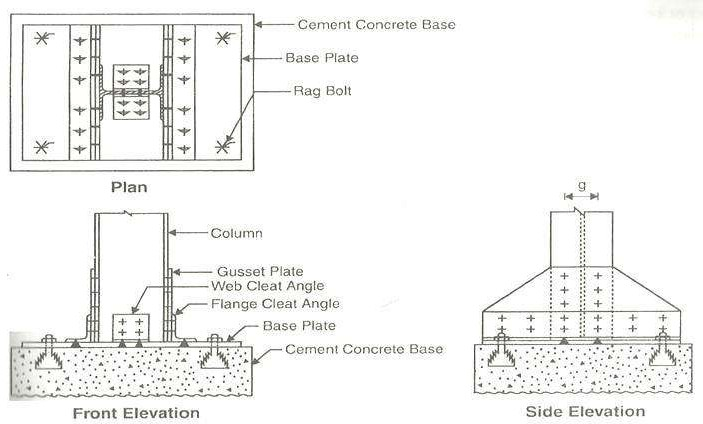 Cement Concrete Base
Base Plate
Rag Bolt
Plan
g
Column
Gusset Plate
Web Cleat Angle
Flange Cleat Angle
Base Plate
Cement Concrete Base
Front Elevation
Side Elevation